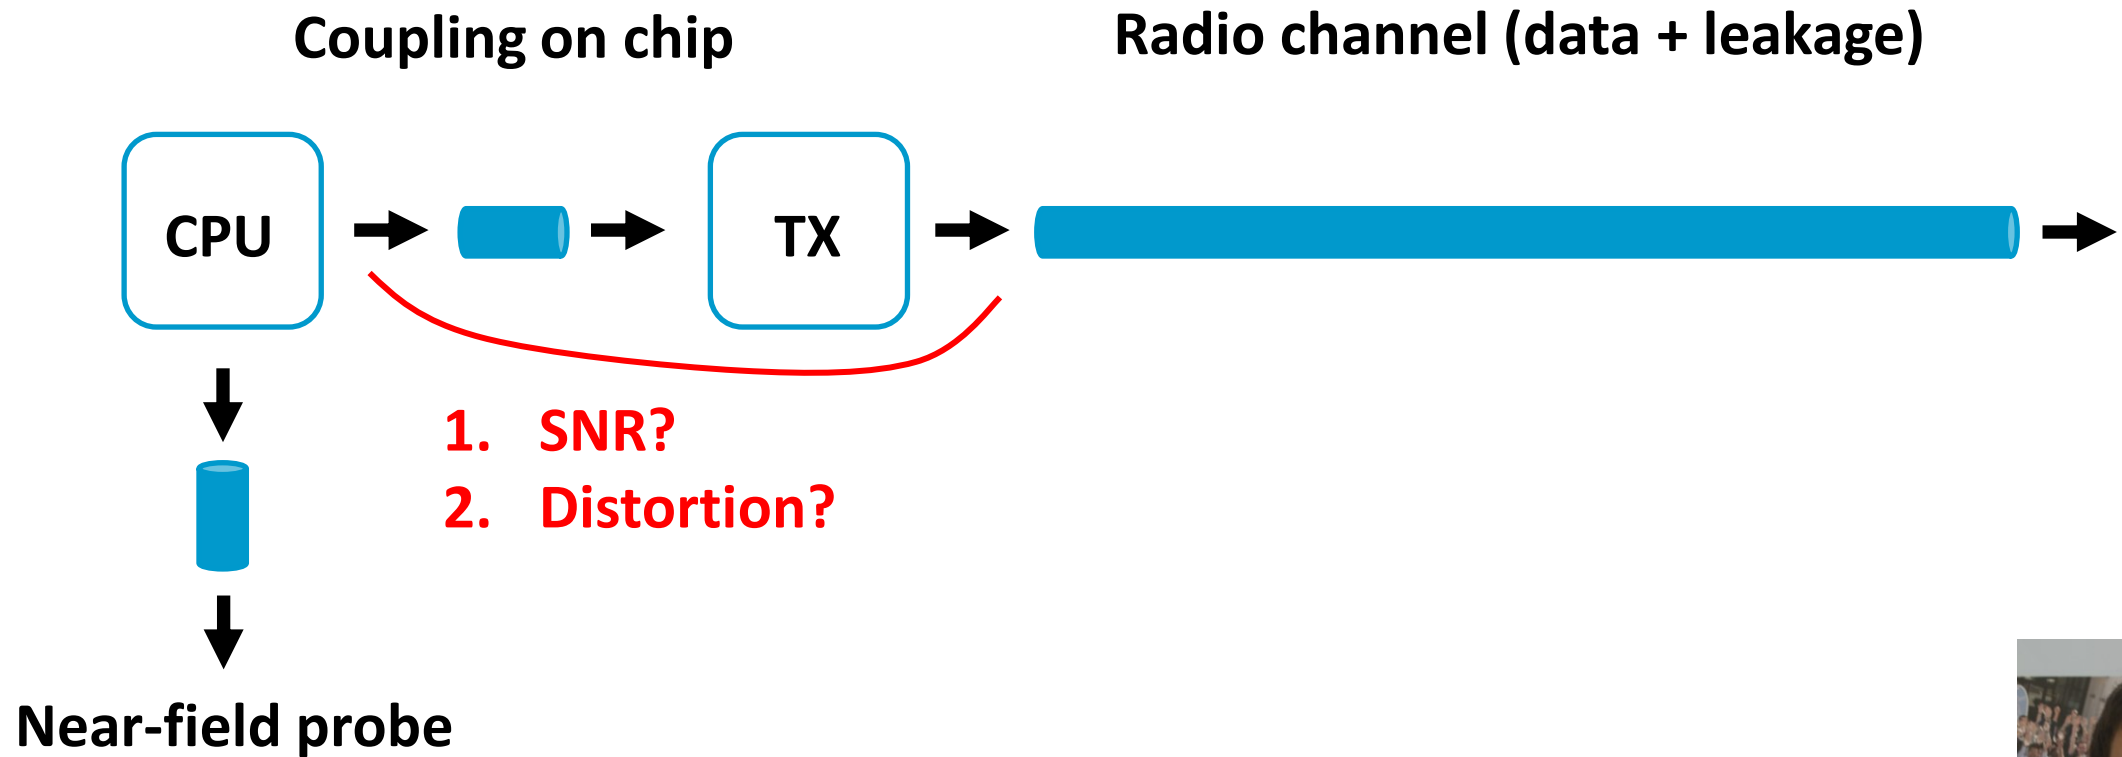 Coupling on chip
Radio channel (data + leakage)
CPU
TX
1. SNR?
2. Distortion?
Near-field probe